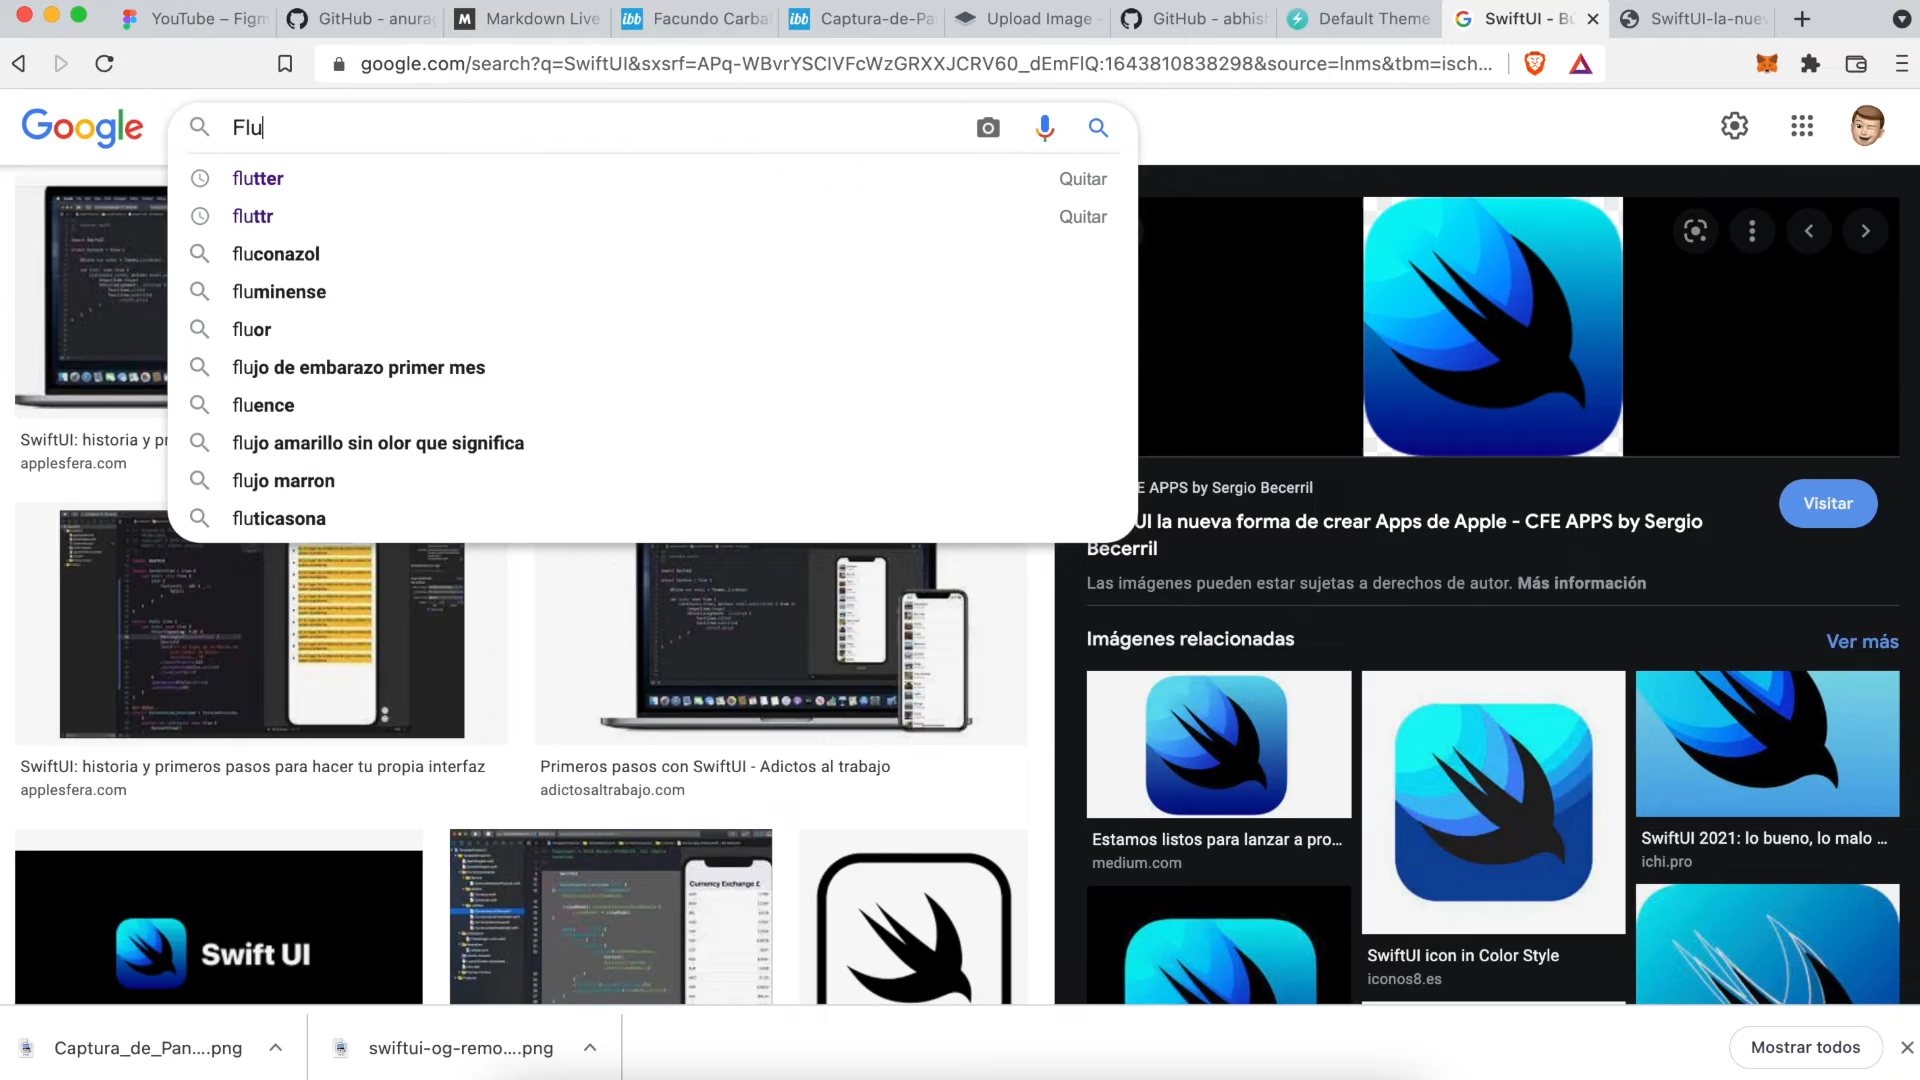 YouTube – Figm
GitHub - anurag
Markdown Live
Facundo Carbal
Captura-de-Pa
Upload Image -
GitHub - abhish
Default Theme
SwiftUI - Bú
SwiftUI-la-nuev
google.com/search?q=SwiftUI&sxsrf=APq-WBvrYSCIVFcWzGRXXJCRV60_dEmFlQ:1643810838298&source=lnms&tbm=isch...
Google
Flu
flutter
Quitar
fluttr
Quitar
fluconazol
fluminense
fluor
flujo de embarazo primer mes
fluence
flujo amarillo sin olor que significa
flujo marron
fluticasona
SwiftUI: historia y pr
applesfera.com
SwiftUI: historia y primeros pasos para hacer tu propia interfaz
applesfera.com
Primeros pasos con SwiftUI - Adictos al trabajo
adictosaltrabajo.com
Swift UI
Currency Exchange £
E APPS by Sergio Becerril
UI la nueva forma de crear Apps de Apple - CFE APPS by Sergio
Becerril
Visitar
Las imágenes pueden estar sujetas a derechos de autor. Más información
Imágenes relacionadas
Ver más
Estamos listos para lanzar a pro...
medium.com
SwiftUI icon in Color Style
iconos8.es
SwiftUI 2021: lo bueno, lo malo ...
ichi.pro
Captura_de_Pan....png
swiftui-og-remo....png
Mostrar todos